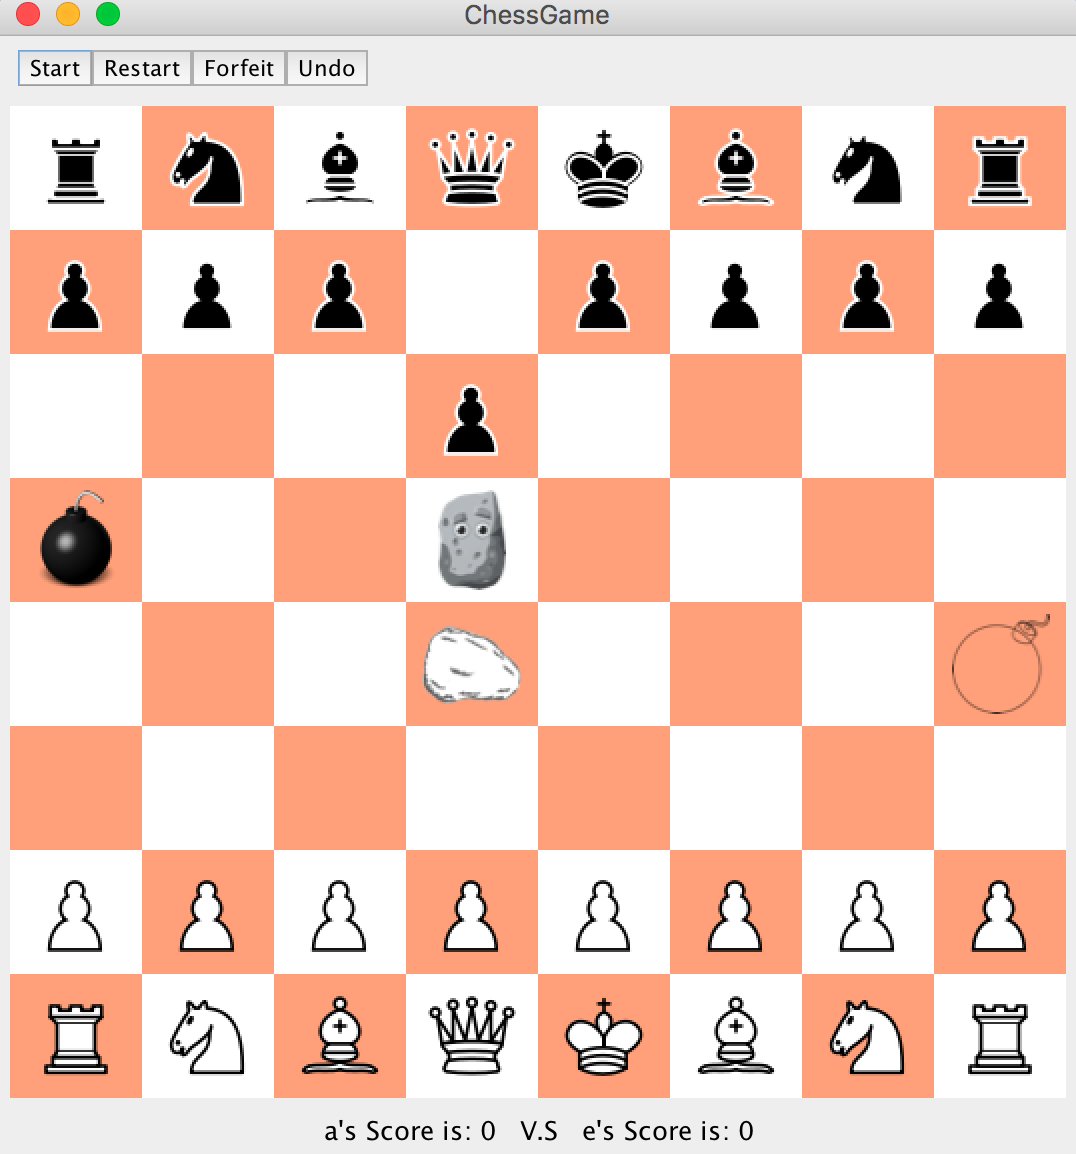 ChessGame
Start Restart Forfeit Undo
a's Score is: 0 V.S e's Score is: 0